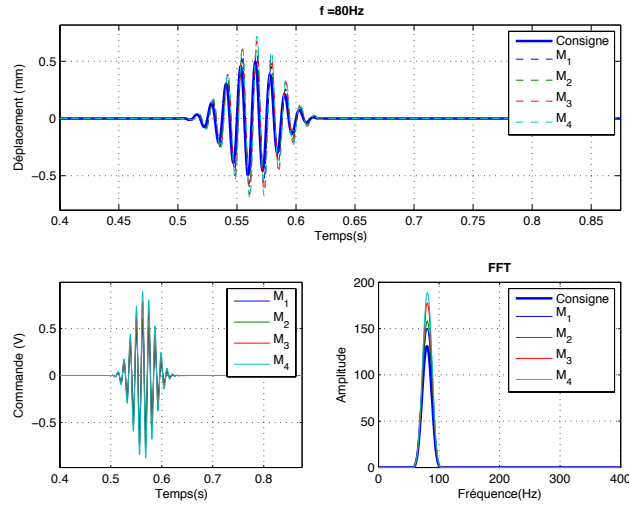 f =80Hz
Déplacement (mm)
0.5
0
−0.5
Consigne
M1
M2
M3
M4
0.4 0.45 0.5 0.55 0.6 0.65 0.7 0.75 0.8 0.85
Temps(s)
Commande (V)
0.5
0
−0.5
M1
M2
M3
M4
0.4 0.5 0.6 0.7 0.8
Temps(s)
FFT
Amplitude
200
150
100
50
0
Consigne
M1
M2
M3
M4
0 100 200 300 400
Fréquence(Hz)